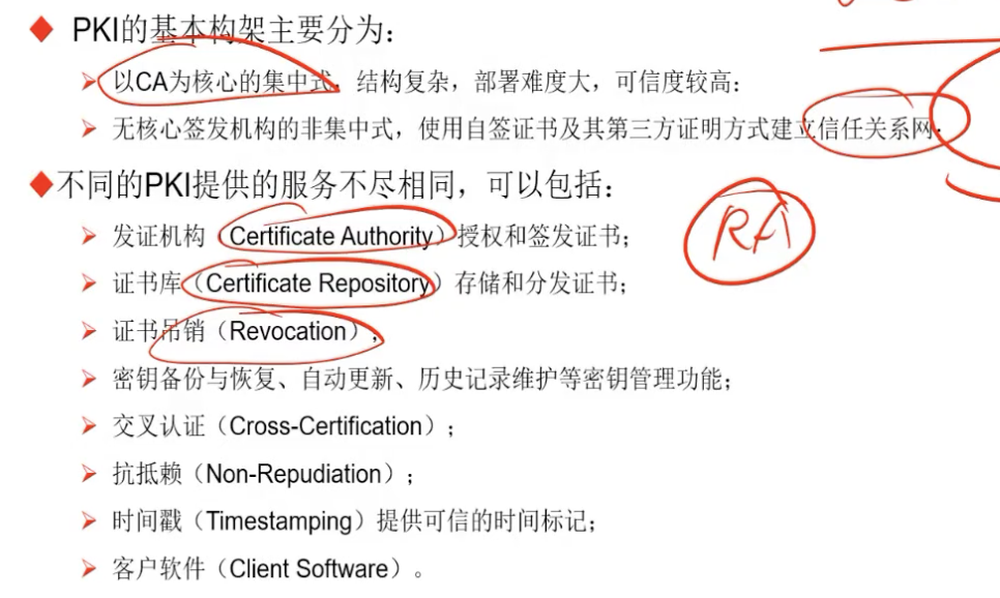 PKI的基本构架主要分为：
以CA为核心的集中式，结构复杂，部署难度大，可信度较高：
无核心签发机构的非集中式，使用自签证书及其第三方证明方式建立信任关系网.
不同的PKI提供的服务不尽相同，可以包括：
发证机构（Certificate Authority）授权和签发证书；
RA
证书库（Certificate Repository）存储和分发证书；
证书吊销（Revocation）；
密钥备份与恢复、自动更新、历史记录维护等密钥管理功能；
交叉认证（Cross-Certification）；
抗抵赖（Non-Repudiation）；
时间戳（Timestamping）提供可信的时间标记；
客户软件（Client Software）。